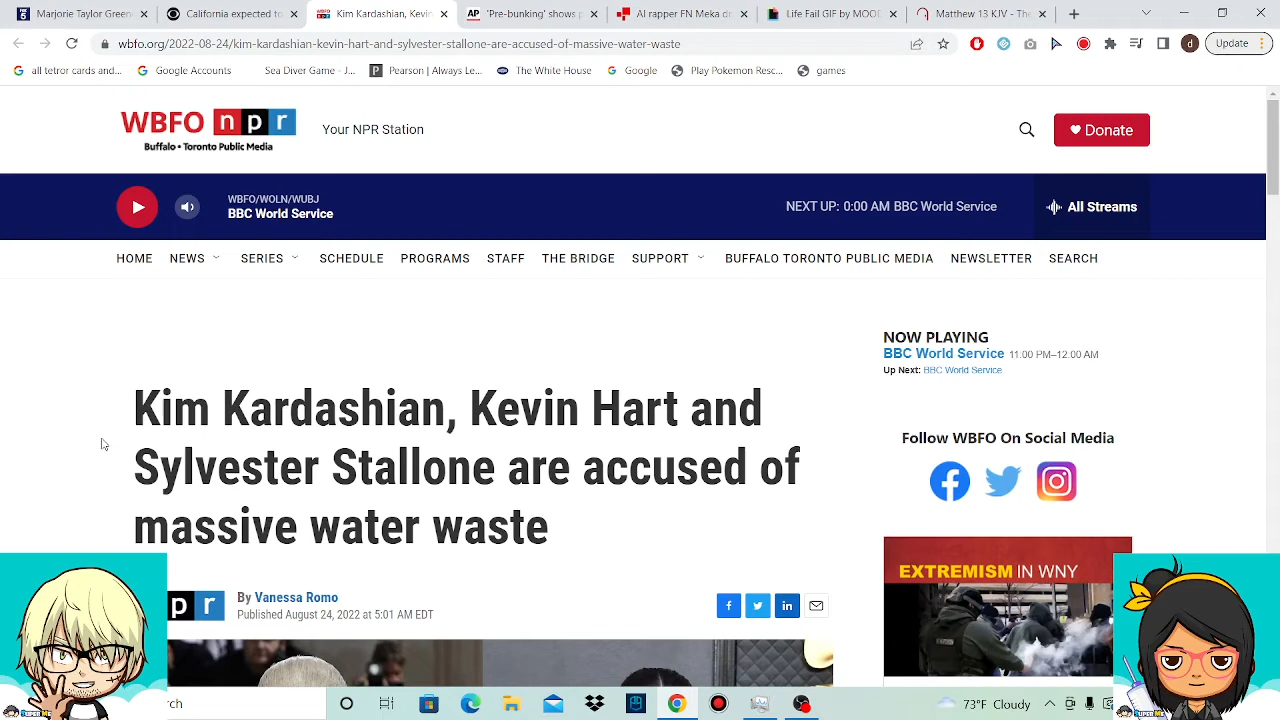 Marjorie Taylor Green
California expected to
Kim Kardashian, Kevin
'Pre-bunking' shows p
AI rapper FN Meka dr
Life Fail GIF by MOOD
Matthew 13 KJV - The
wbfo.org/2022-08-24/kim-kardashian-kevin-hart-and-sylvester-stallone-are-accused-of-massive-water-waste
Update
all tetror cards and...
Google Accounts
Sea Diver Game - J...
Pearson | Always Le...
The White House
Google
Play Pokemon Resc...
games
WBFO npr
Buffalo • Toronto Public Media
Your NPR Station
Donate
WBFO/WOLN/WUBJ
BBC World Service
NEXT UP: 0:00 AM BBC World Service
All Streams
HOME NEWS SERIES SCHEDULE PROGRAMS STAFF THE BRIDGE SUPPORT BUFFALO TORONTO PUBLIC MEDIA NEWSLETTER SEARCH
NOW PLAYING
BBC World Service 11:00 PM–12:00 AM
Up Next: BBC World Service
Kim Kardashian, Kevin Hart and
Sylvester Stallone are accused of
massive water waste
Follow WBFO On Social Media
EXTREMISM IN WNY
p r
By Vanessa Romo
Published August 24, 2022 at 5:01 AM EDT
SUPER ME
rch
73°F Cloudy
SUPER ME